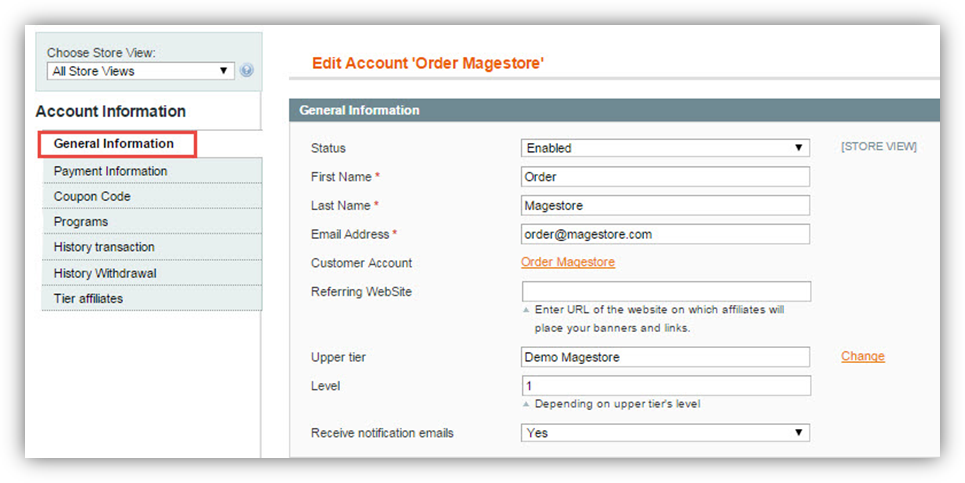 Choose Store View:
All Store Views
Account Information
General Information
Payment Information
Coupon Code
Programs
History transaction
History Withdrawal
Tier affiliates
Edit Account 'Order Magestore'
General Information
Status Enabled [STORE VIEW]
First Name * Order
Last Name * Magestore
Email Address * order@magestore.com
Customer Account Order Magestore
Referring WebSite
Enter URL of the website on which affiliates will
place your banners and links.
Upper tier Demo Magestore Change
Level 1
Depending on upper tier's level
Receive notification emails Yes